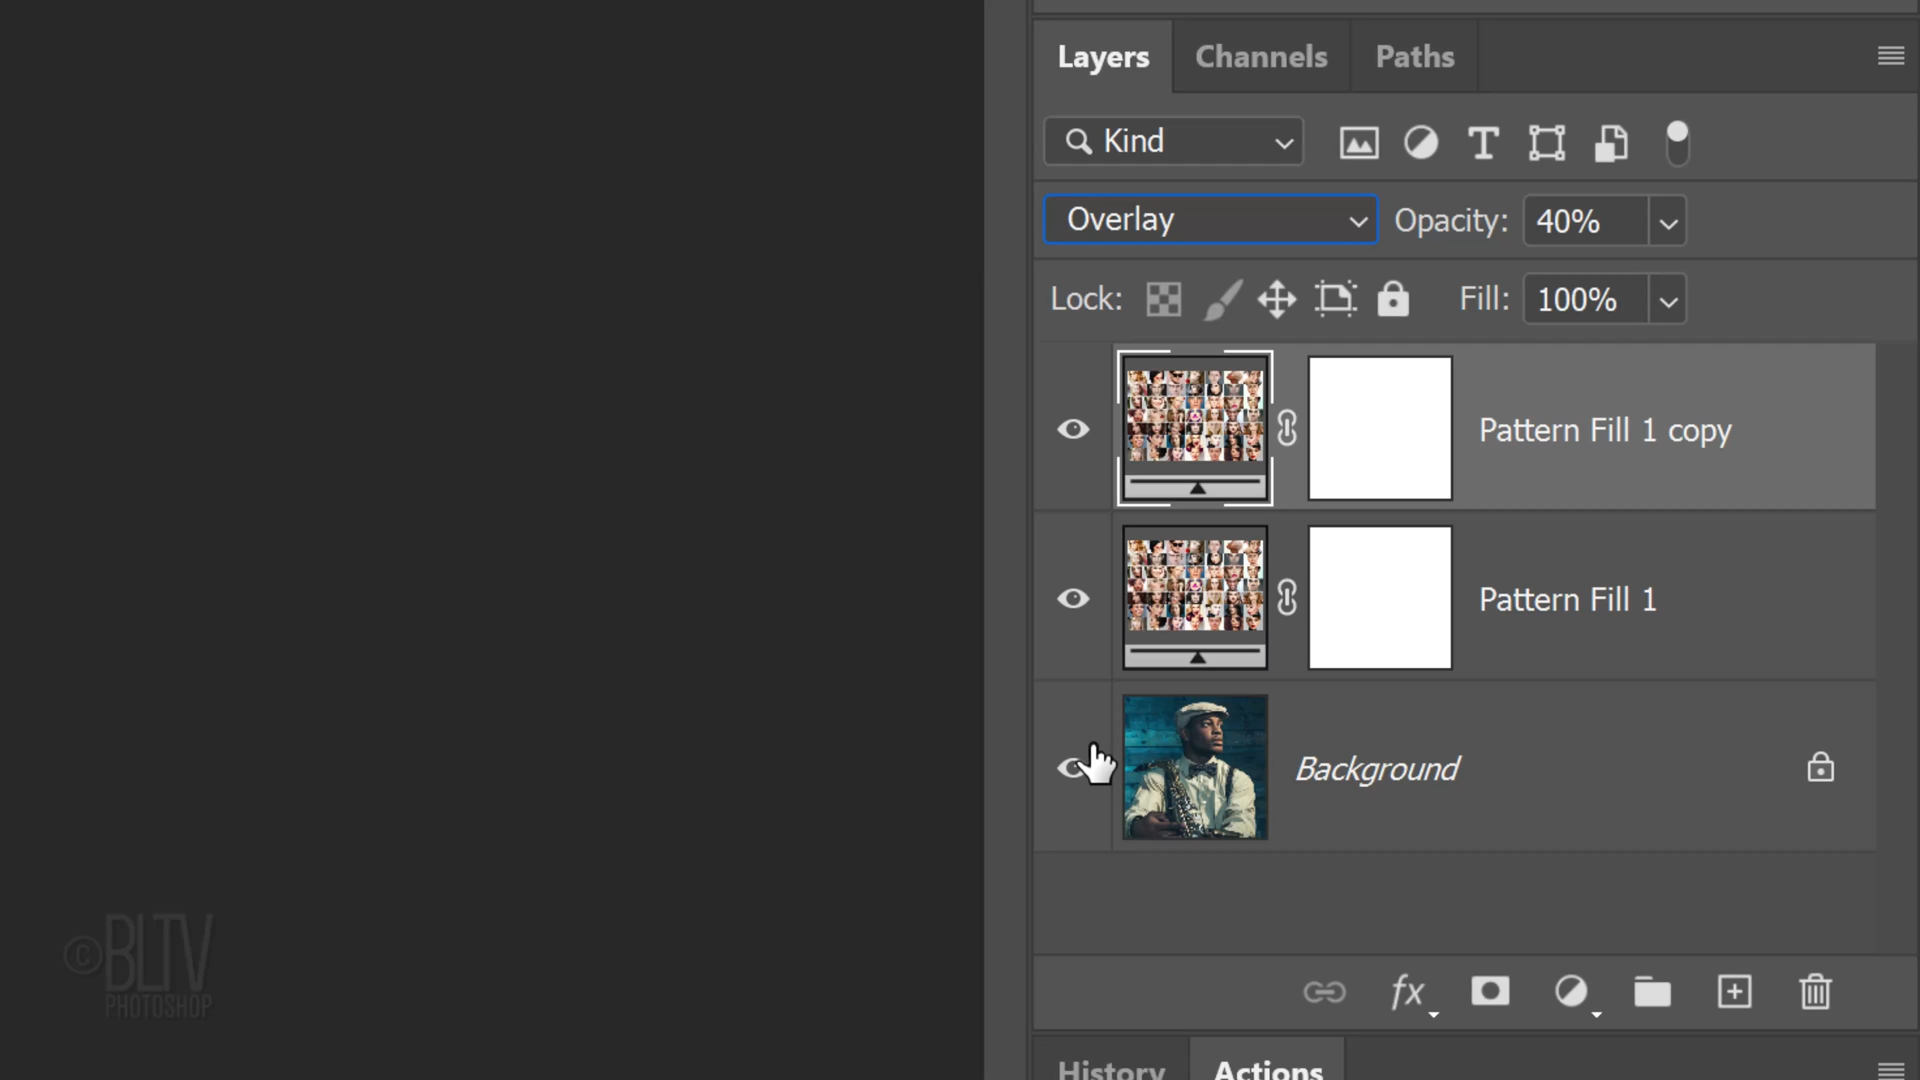 Layers Channels Paths
Kind
Overlay Opacity: 40%
Lock: Fill: 100%
Pattern Fill 1 copy
Pattern Fill 1
Background
fx
© BLTV
PHOTOSHOP
History Actions